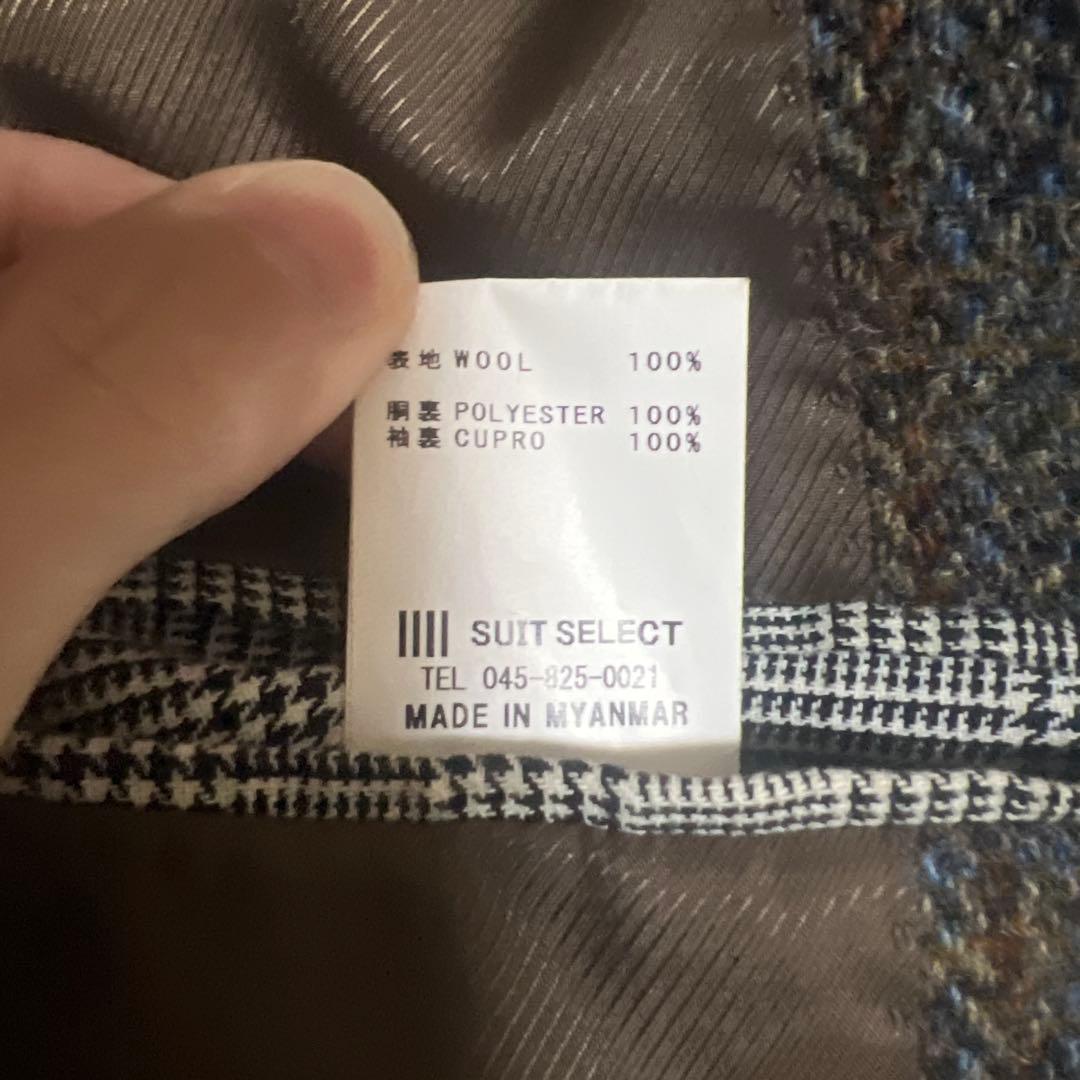 表地 WOOL 100%
胴裏 POLYESTER 100%
袖裏 CUPRO 100%
SUIT SELECT
TEL 045-825-0021
MADE IN MYANMAR